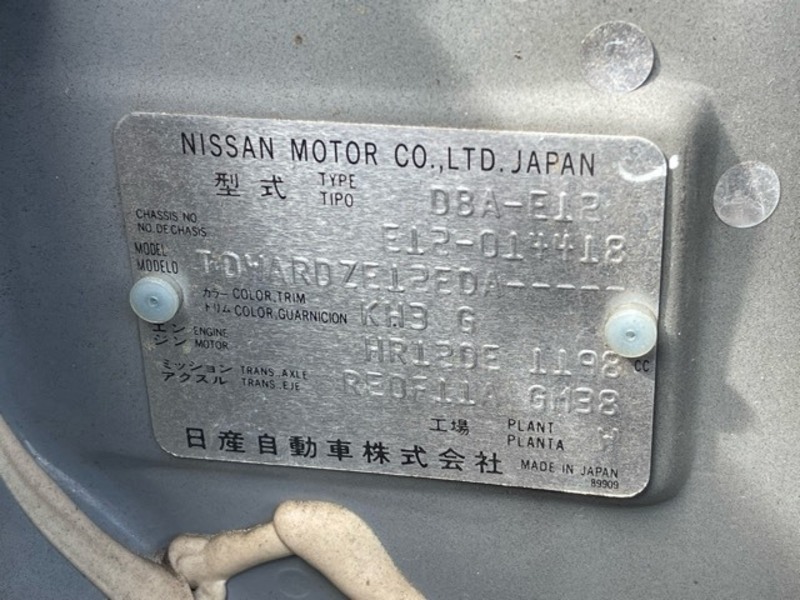 NISSAN MOTOR CO.,LTD. JAPAN
型式 TYPE TIPO DBA-E12
CHASSIS NO
NO. DE CHASIS E12-014418
MODEL
MODELO TDWARDZE12EDA-----
カラー COLOR, TRIM
トリム COLOR, GUARNICION KH3 G
エンジン ENGINE MOTOR HR12DE 1198 CC
ミッション TRANS. AXLE
アクスル TRANS. EJE RE0F11A GM38
工場 PLANT
PLANTA
日産自動車株式会社 MADE IN JAPAN
89909